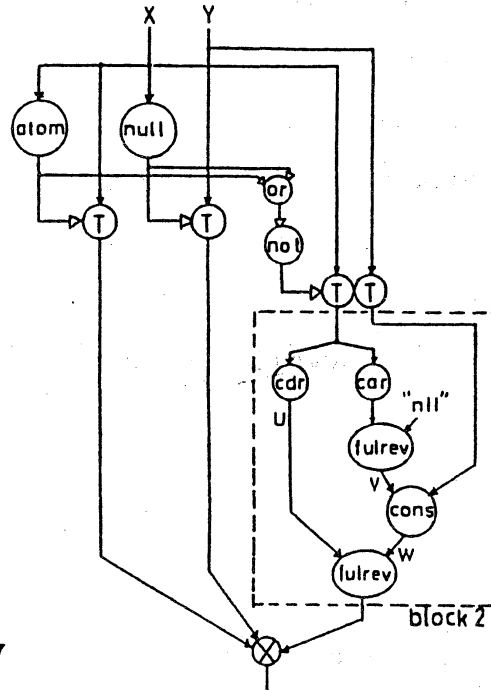 X Y
atom null
or
T T
not
T T
cdr car
"nil"
U
fulrev
V
cons
W
fulrev
block 2
X